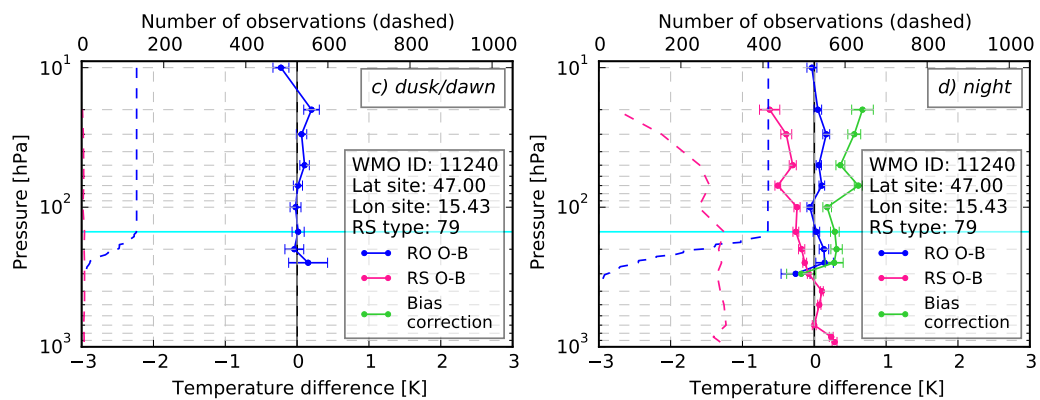 Number of observations (dashed)
0 200 400 600 800 1000
c) dusk/dawn
Pressure [hPa]
10¹
10²
10³
WMO ID: 11240
Lat site: 47.00
Lon site: 15.43
RS type: 79
RO O-B
RS O-B
Bias
correction
−3 −2 −1 0 1 2 3
Temperature difference [K]
Number of observations (dashed)
0 200 400 600 800 1000
d) night
Pressure [hPa]
10¹
10²
10³
WMO ID: 11240
Lat site: 47.00
Lon site: 15.43
RS type: 79
RO O-B
RS O-B
Bias
correction
−3 −2 −1 0 1 2 3
Temperature difference [K]